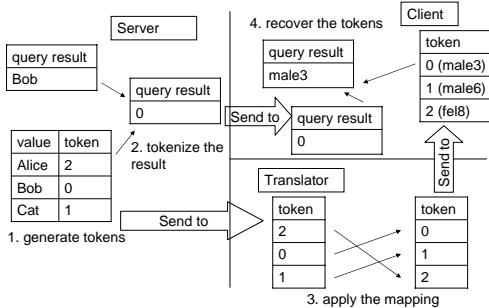 Server
query result
Bob
query result
0
value token
Alice 2
Bob 0
Cat 1
1. generate tokens
2. tokenize the
result
Send to
Send to
4. recover the tokens
Client
query result
male3
query result
0
token
0 (male3)
1 (male6)
2 (fel8)
Send to
Translator
token
2
0
1
token
0
1
2
3. apply the mapping